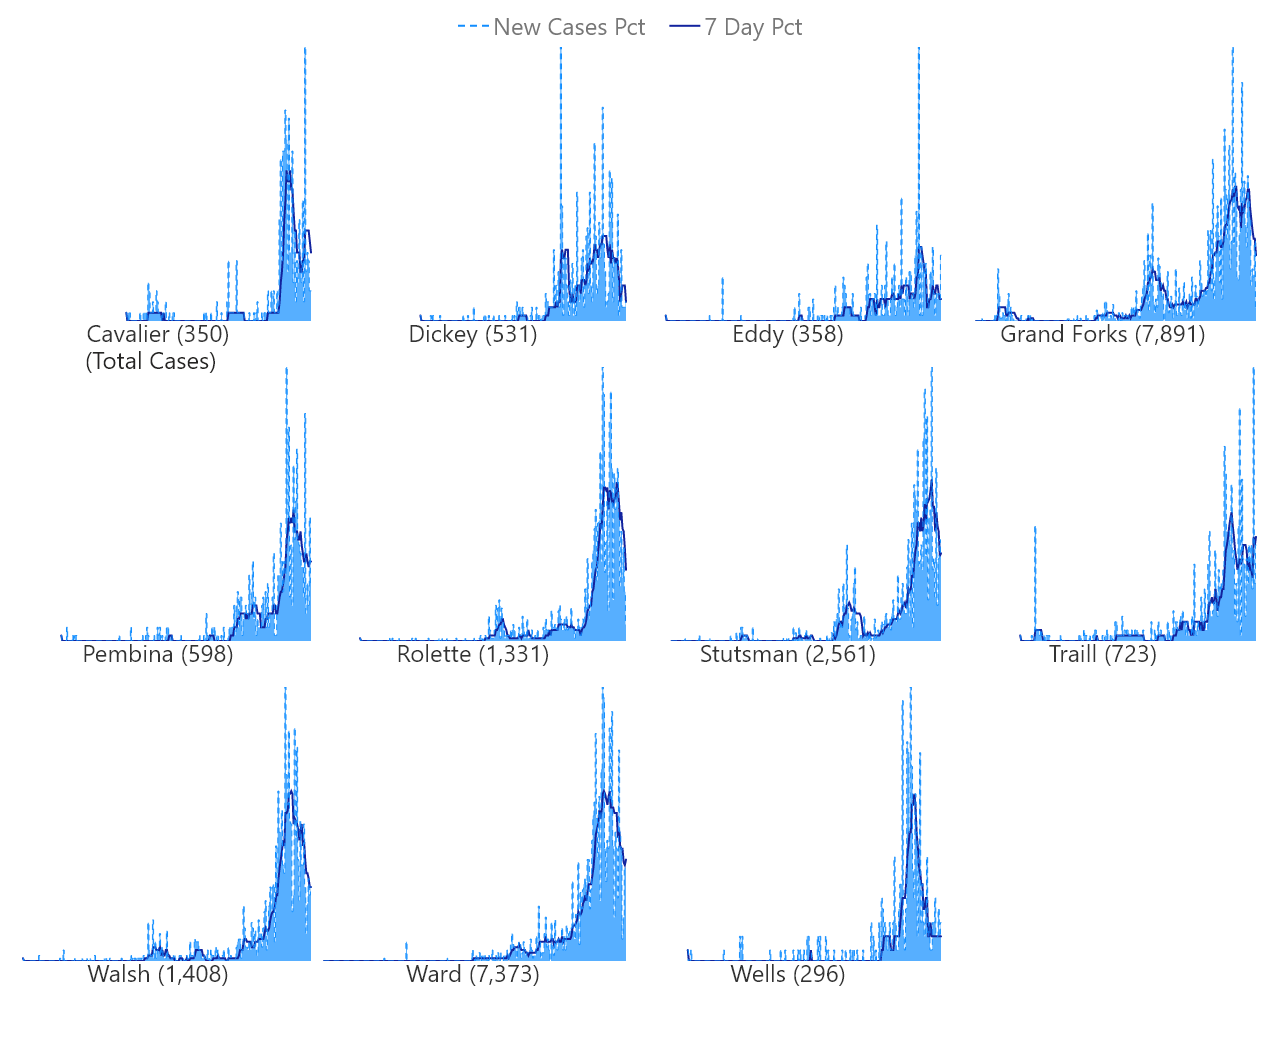 New Cases Pct 7 Day Pct
Cavalier (350) Dickey (531) Eddy (358) Grand Forks (7,891)
(Total Cases)
Pembina (598) Rolette (1,331) Stutsman (2,561) Traill (723)
Walsh (1,408) Ward (7,373) Wells (296)